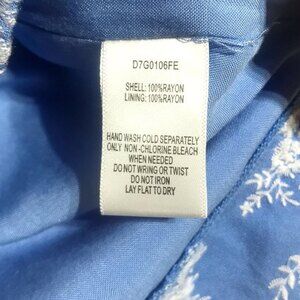 D7G0106FE
SHELL: 100%RAYON
LINING: 100%RAYON
HAND WASH COLD SEPARATELY
ONLY NON-CHLORINE BLEACH
WHEN NEEDED
DO NOT WRING OR TWIST
DO NOT IRON
LAY FLAT TO DRY